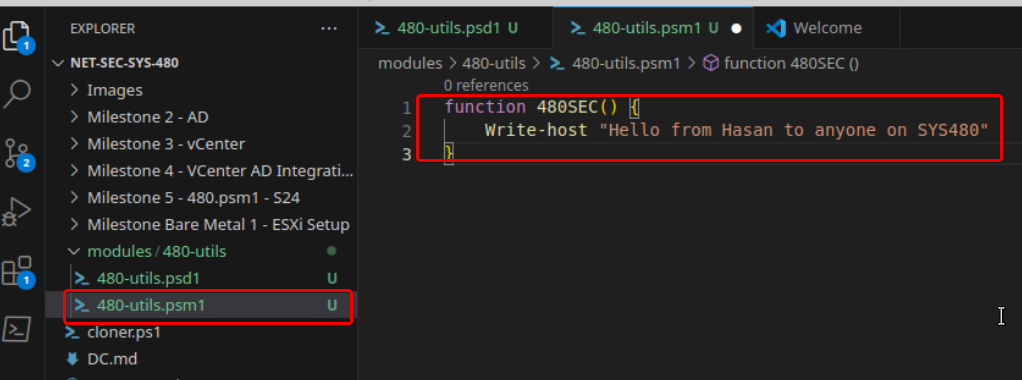 EXPLORER
...
480-utils.psd1 U
480-utils.psm1 U
Welcome
NET-SEC-SYS-480
modules > 480-utils > 480-utils.psm1 > function 480SEC ()
Images
0 references
Milestone 2 - AD
1 function 480SEC() {
Milestone 3 - vCenter
2 Write-host "Hello from Hasan to anyone on SYS480"
Milestone 4 - VCenter AD Integrati...
3 }
Milestone 5 - 480.psm1 - S24
Milestone Bare Metal 1 - ESXi Setup
modules / 480-utils
480-utils.psd1 U
480-utils.psm1 U
cloner.ps1
DC.md
1
2
1